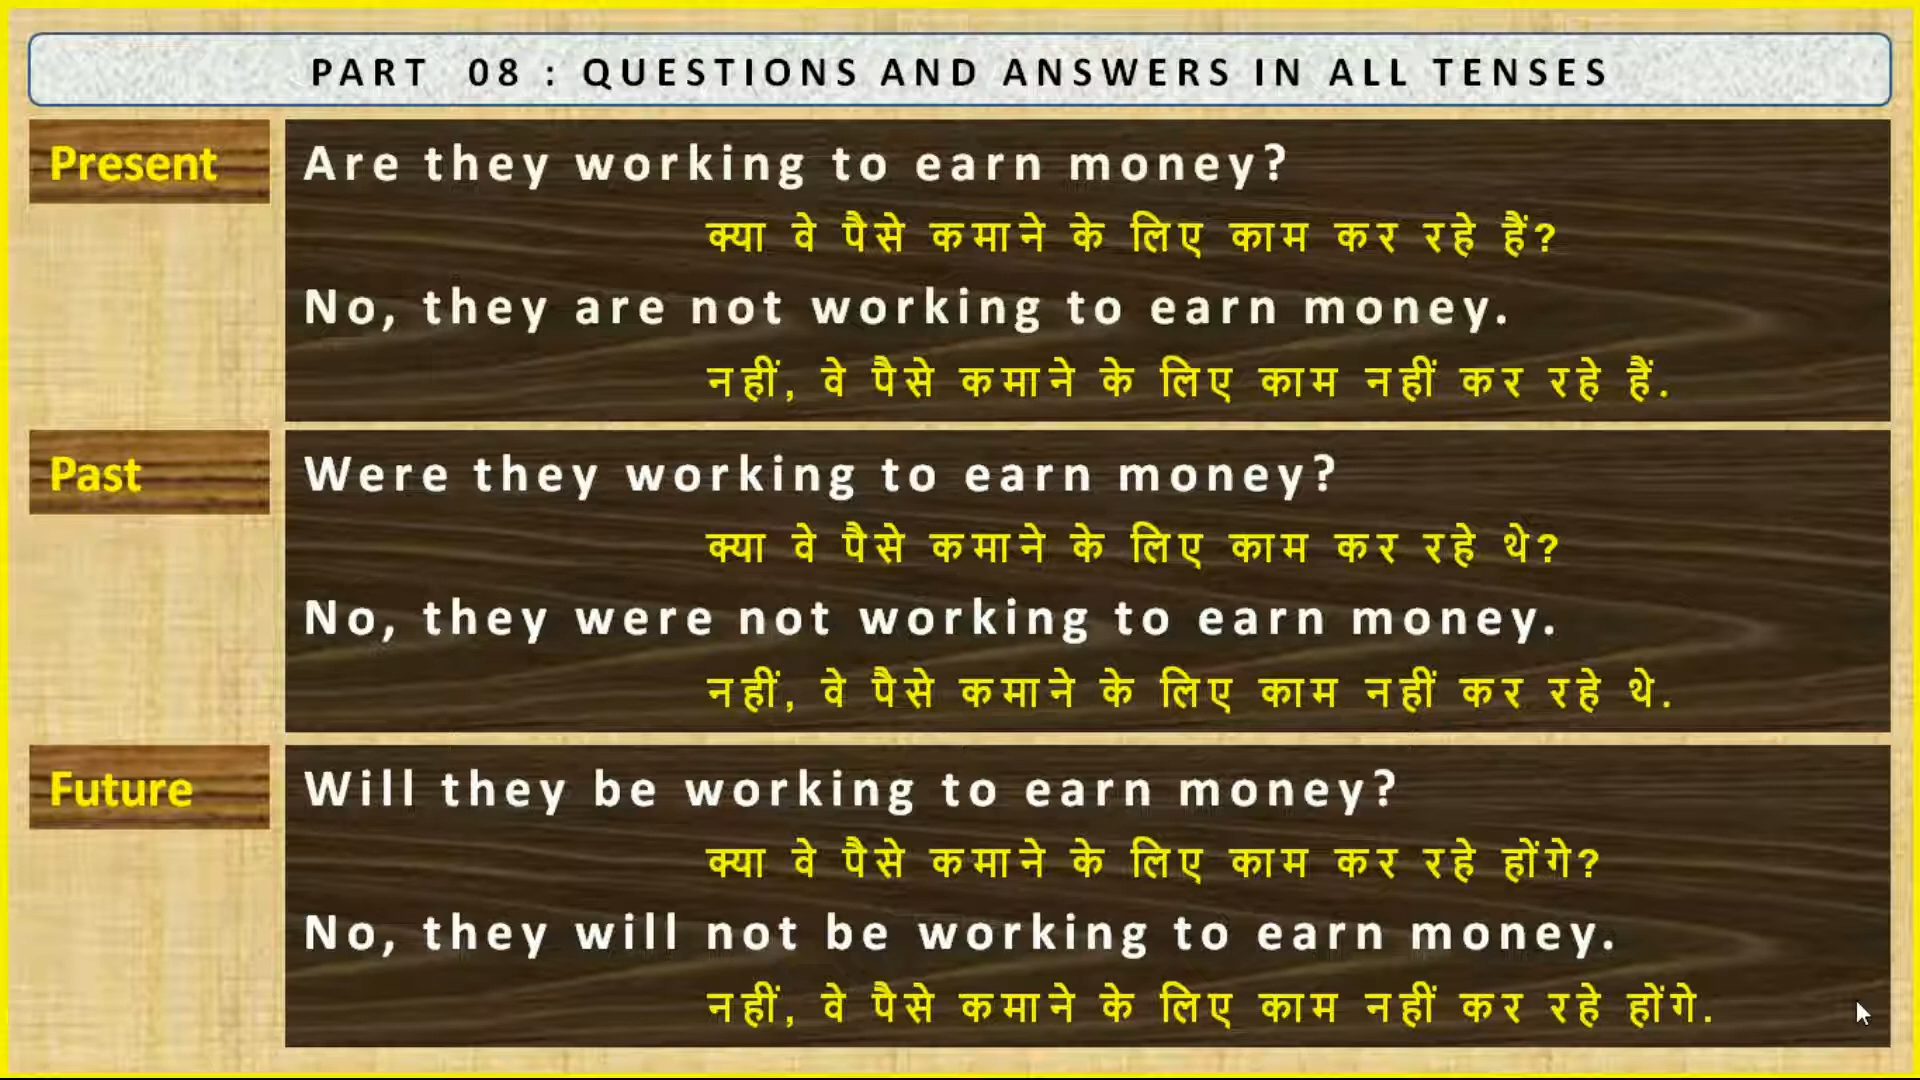 PART 08 : QUESTIONS AND ANSWERS IN ALL TENSES
Present
Are they working to earn money?
क्या वे पैसे कमाने के लिए काम कर रहे हैं?
No, they are not working to earn money.
नहीं, वे पैसे कमाने के लिए काम नहीं कर रहे हैं.
Past
Were they working to earn money?
क्या वे पैसे कमाने के लिए काम कर रहे थे?
No, they were not working to earn money.
नहीं, वे पैसे कमाने के लिए काम नहीं कर रहे थे.
Future
Will they be working to earn money?
क्या वे पैसे कमाने के लिए काम कर रहे होंगे?
No, they will not be working to earn money.
नहीं, वे पैसे कमाने के लिए काम नहीं कर रहे होंगे.